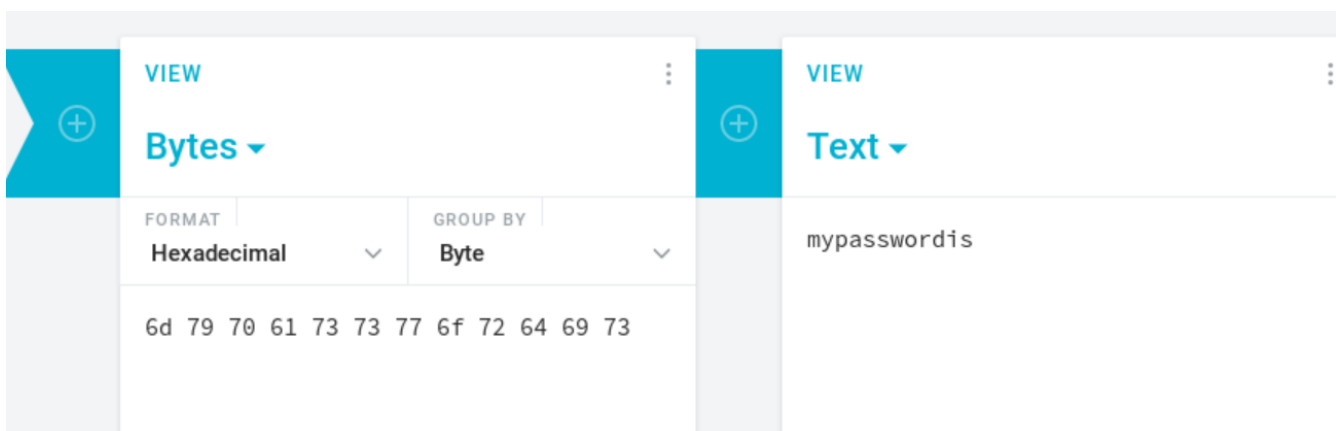 VIEW
Bytes
FORMAT
Hexadecimal
GROUP BY
Byte
6d 79 70 61 73 73 77 6f 72 64 69 73
VIEW
Text
mypasswordis